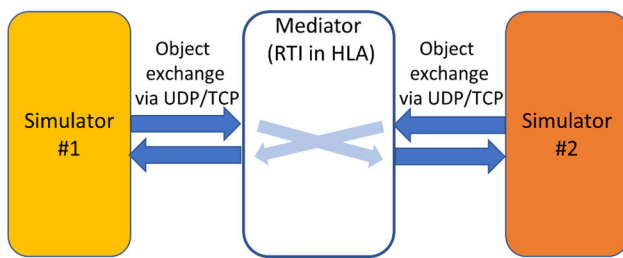 Simulator
#1
Object
exchange
via UDP/TCP
Mediator
(RTI in HLA)
Object
exchange
via UDP/TCP
Simulator
#2